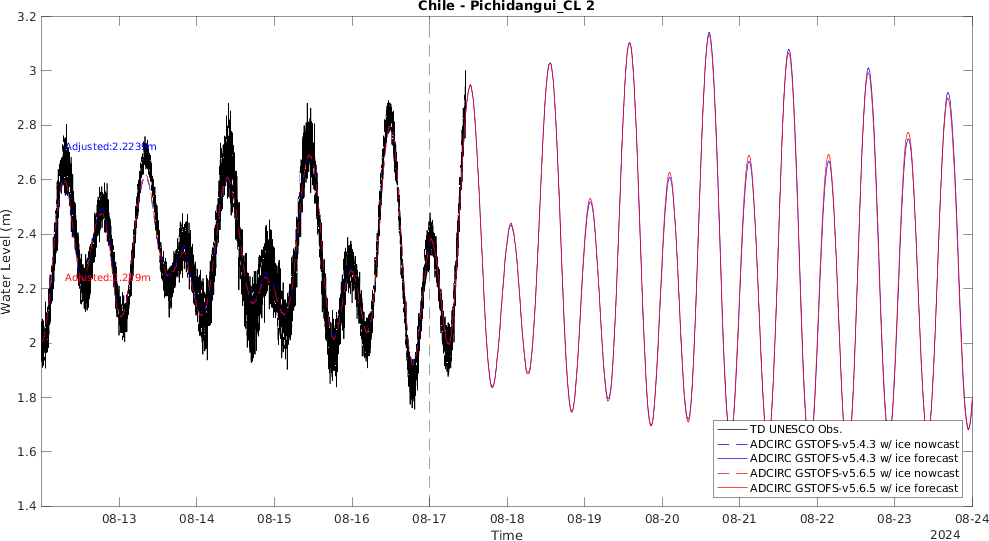 Chile - Pichidangui_CL 2
3.2
3
2.8
2.6
2.4
2.2
2
1.8
1.6
1.4
Water Level (m)
Adjusted:2.2239m
TD UNESCO Obs.
ADCIRC GSTOFS-v5.4.3 w/ ice nowcast
ADCIRC GSTOFS-v5.4.3 w/ ice forecast
ADCIRC GSTOFS-v5.6.5 w/ ice nowcast
ADCIRC GSTOFS-v5.6.5 w/ ice forecast
08-13
08-14
08-15
08-16
08-17
08-18
08-19
08-20
08-21
08-22
08-23
08-24
Time
2024